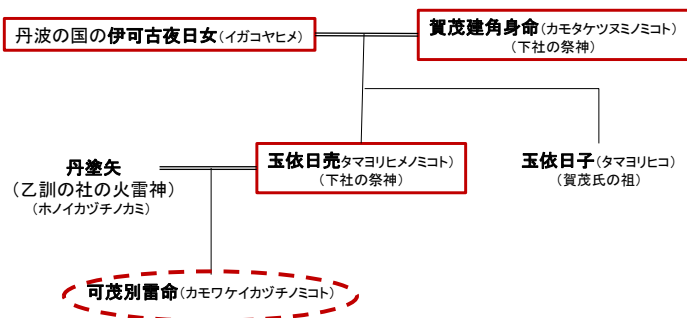 丹波の国の伊可古夜日女(イガコヤヒメ)
賀茂建角身命(カモタケツヌミノミコト)
(下社の祭神)
丹塗矢
(乙訓の社の火雷神)
(ホノイカヅチノカミ)
玉依日売タマヨリヒメノミコト)
(下社の祭神)
玉依日子(タマヨリヒコ)
(賀茂氏の祖)
可茂別雷命(カモワケイカヅチノミコト)